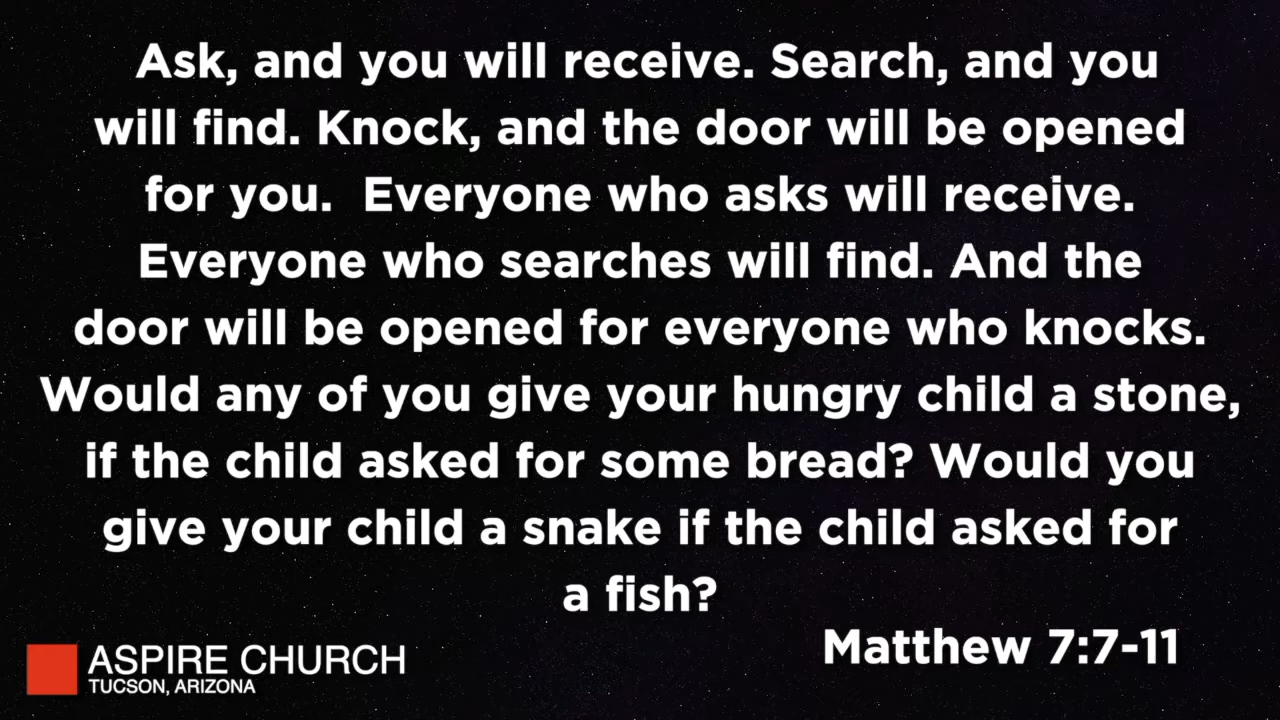 Ask, and you will receive. Search, and you
will find. Knock, and the door will be opened
for you.  Everyone who asks will receive.
Everyone who searches will find. And the
door will be opened for everyone who knocks.
Would any of you give your hungry child a stone,
if the child asked for some bread? Would you
give your child a snake if the child asked for
a fish?
Matthew 7:7-11
ASPIRE CHURCH
TUCSON, ARIZONA